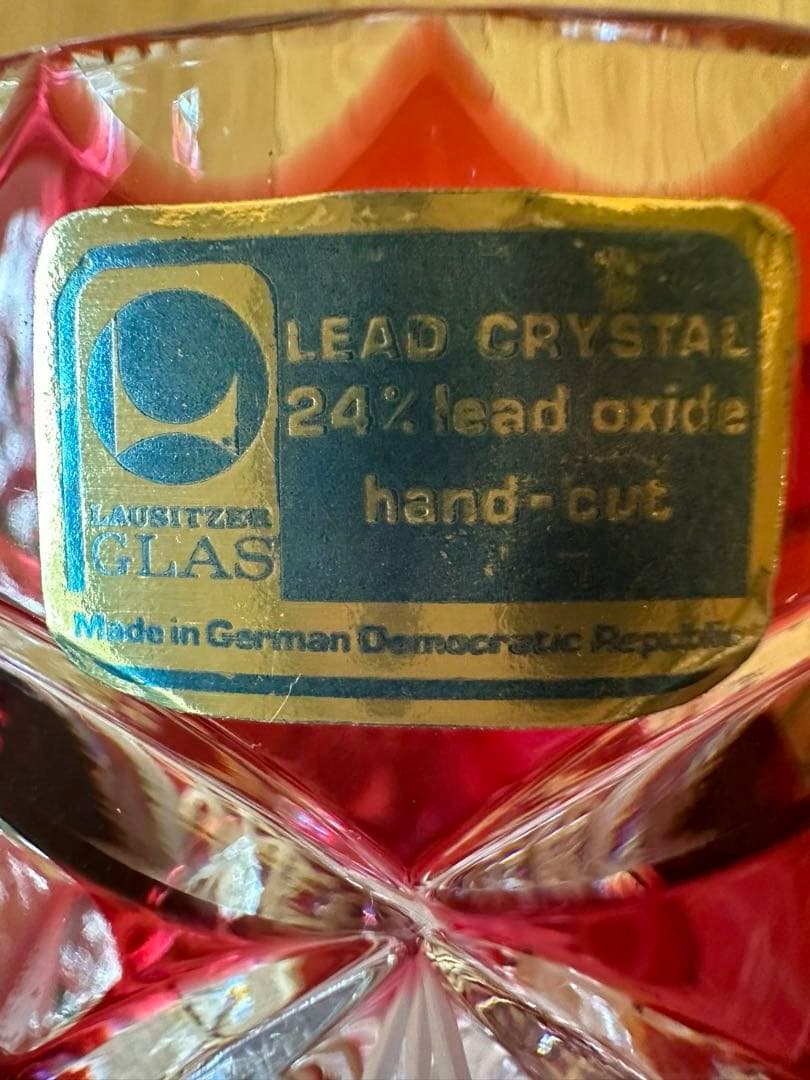 LEAD CRYSTAL
24% lead oxide
hand-cut
LAUSITZER
GLAS
Made in German Democratic Republic